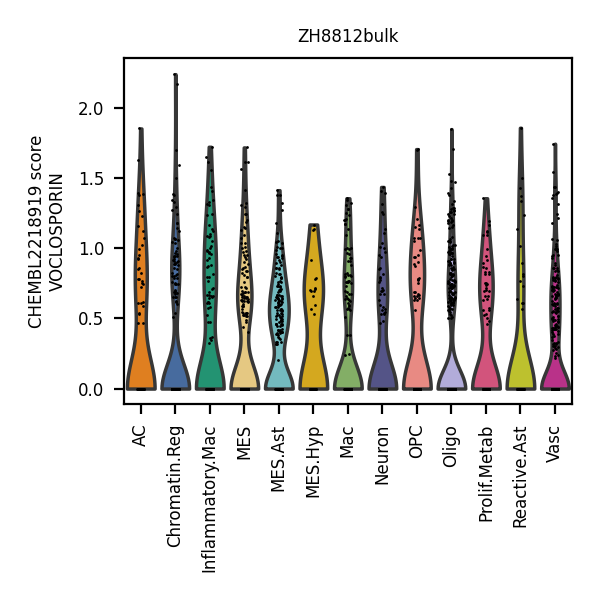 ZH8812bulk
CHEMBL2218919 score
VOCLOSPORIN
2.0
1.5
1.0
0.5
0.0
AC
Chromatin.Reg
Inflammatory.Mac
MES
MES.Ast
MES.Hyp
Mac
Neuron
OPC
Oligo
Prolif.Metab
Reactive.Ast
Vasc